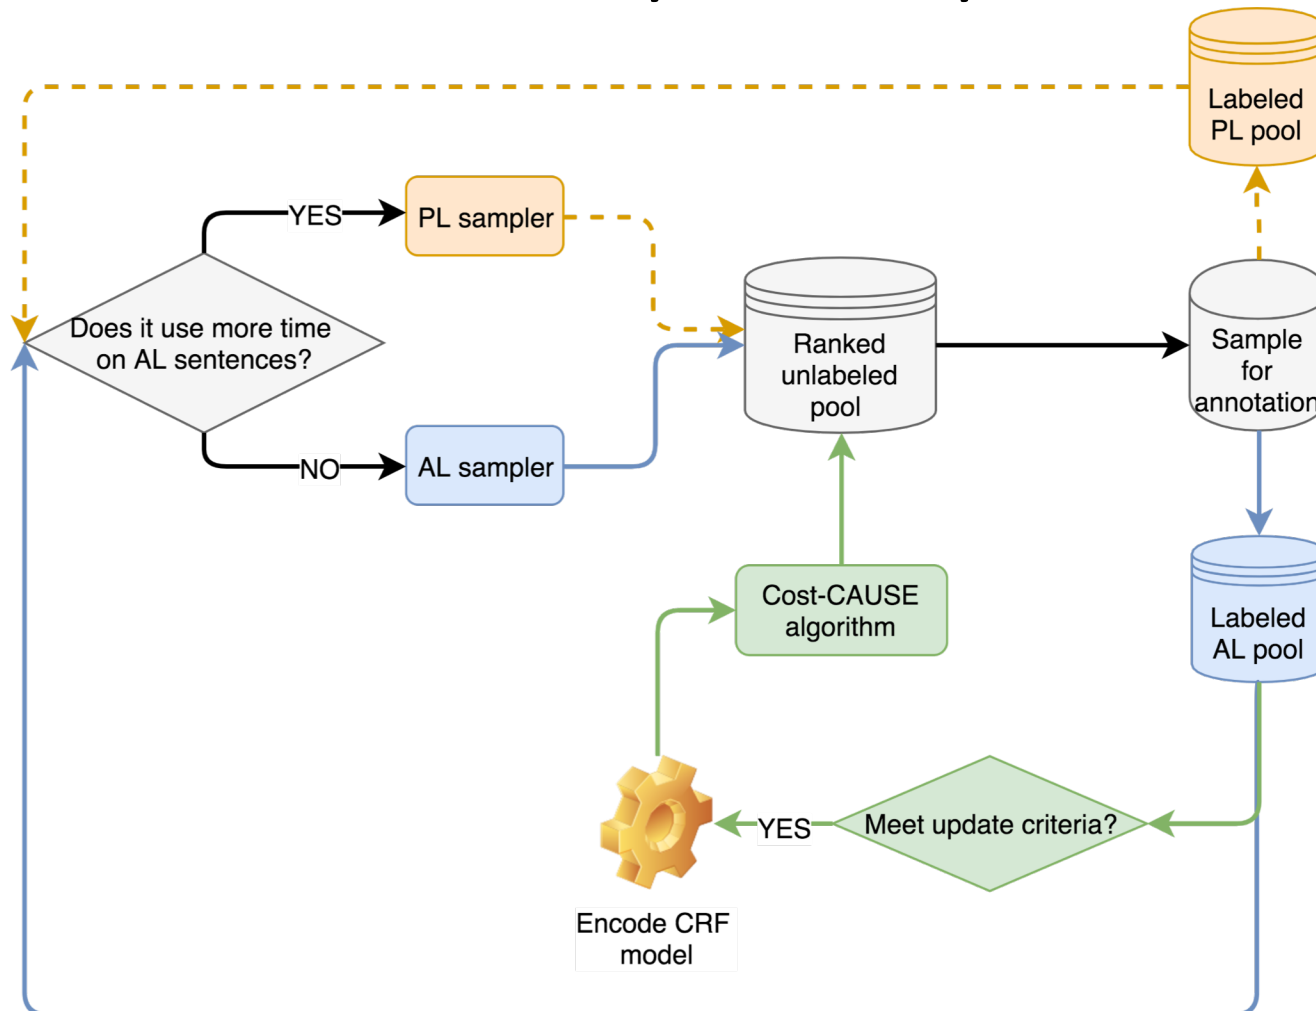 Labeled
PL pool
YES
PL sampler
Does it use more time
on AL sentences?
Ranked
unlabeled
pool
Sample
for
annotation
NO
AL sampler
Cost-CAUSE
algorithm
Labeled
AL pool
YES
Meet update criteria?
Encode CRF
model